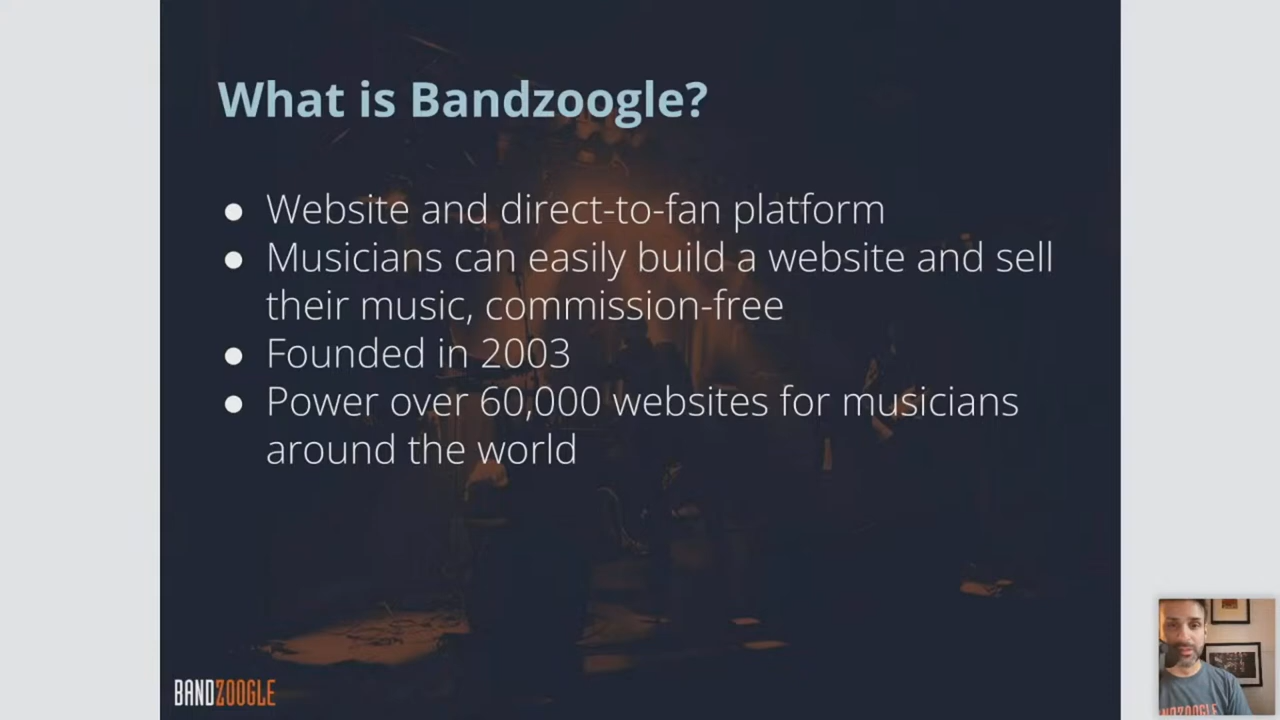 What is Bandzoogle?
● Website and direct-to-fan platform
● Musicians can easily build a website and sell
their music, commission-free
● Founded in 2003
● Power over 60,000 websites for musicians
around the world
BANDZOOGLE
BANDZOOGLE